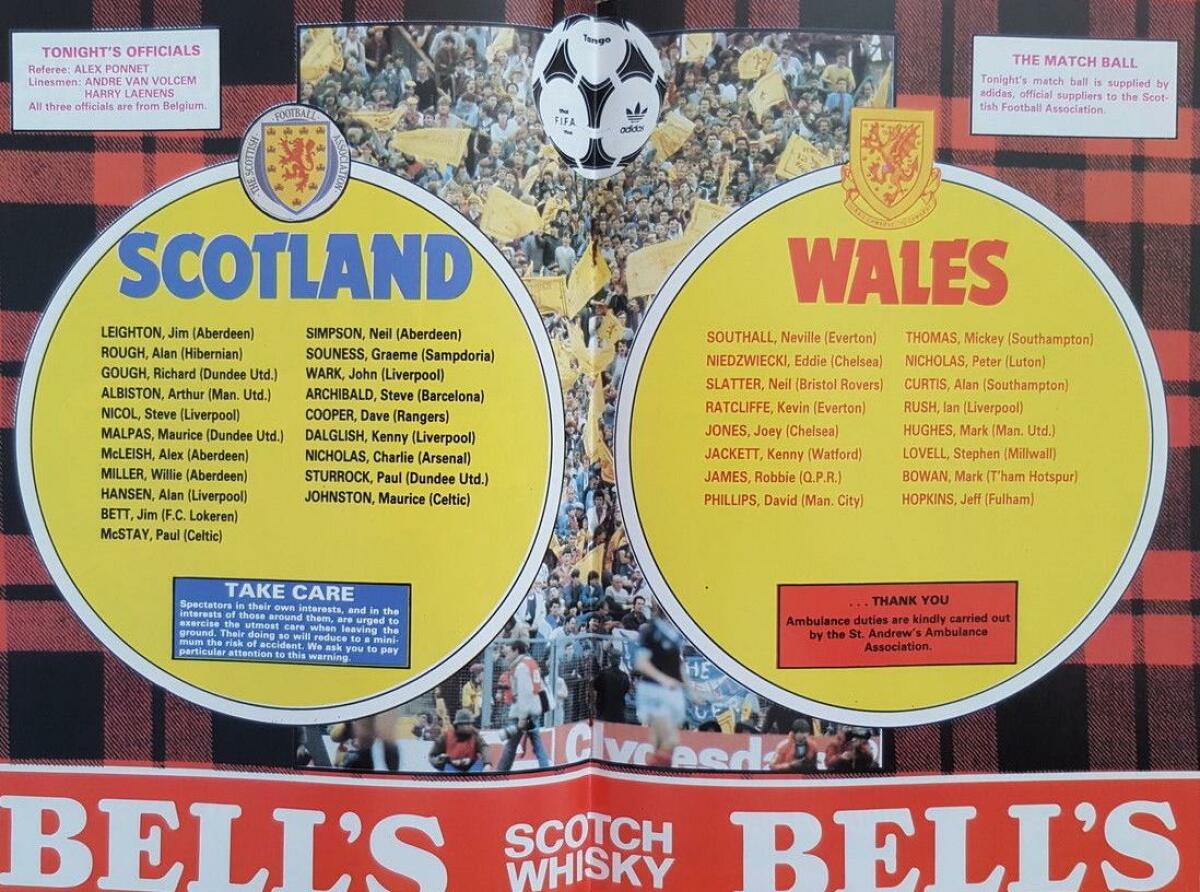 TONIGHT'S OFFICIALS
Referee: ALEX PONNET
Linesmen: ANDRE VAN VOLCEM
HARRY LAENENS
All three officials are from Belgium.
Tango
F.I.F.A.
adidas
THE MATCH BALL
Tonight's match ball is supplied by
adidas, official suppliers to the Scot-
tish Football Association.
THE SCOTTISH FOOTBALL ASSOCIATION
SCOTLAND
LEIGHTON, Jim (Aberdeen)
ROUGH, Alan (Hibernian)
GOUGH, Richard (Dundee Utd.)
ALBISTON, Arthur (Man. Utd.)
NICOL, Steve (Liverpool)
MALPAS, Maurice (Dundee Utd.)
McLEISH, Alex (Aberdeen)
MILLER, Willie (Aberdeen)
HANSEN, Alan (Liverpool)
BETT, Jim (F.C. Lokeren)
McSTAY, Paul (Celtic)
SIMPSON, Neil (Aberdeen)
SOUNESS, Graeme (Sampdoria)
WARK, John (Liverpool)
ARCHIBALD, Steve (Barcelona)
COOPER, Dave (Rangers)
DALGLISH, Kenny (Liverpool)
NICHOLAS, Charlie (Arsenal)
STURROCK, Paul (Dundee Utd.)
JOHNSTON, Maurice (Celtic)
TAKE CARE
Spectators in their own interests, and in the
interests of those around them, are urged to
exercise the utmost care when leaving the
ground. Their doing so will reduce to a mini-
mum the risk of accident. We ask you to pay
particular attention to this warning.
WALES
SOUTHALL, Neville (Everton)
NIEDZWIECKI, Eddie (Chelsea)
SLATTER, Neil (Bristol Rovers)
RATCLIFFE, Kevin (Everton)
JONES, Joey (Chelsea)
JACKETT, Kenny (Watford)
JAMES, Robbie (Q.P.R.)
PHILLIPS, David (Man. City)
THOMAS, Mickey (Southampton)
NICHOLAS, Peter (Luton)
CURTIS, Alan (Southampton)
RUSH, Ian (Liverpool)
HUGHES, Mark (Man. Utd.)
LOVELL, Stephen (Millwall)
BOWAN, Mark (T'ham Hotspur)
HOPKINS, Jeff (Fulham)
. . . THANK YOU
Ambulance duties are kindly carried out
by the St. Andrew's Ambulance
Association.
Clydesd
BELL'S
SCOTCH
WHISKY
BELL'S